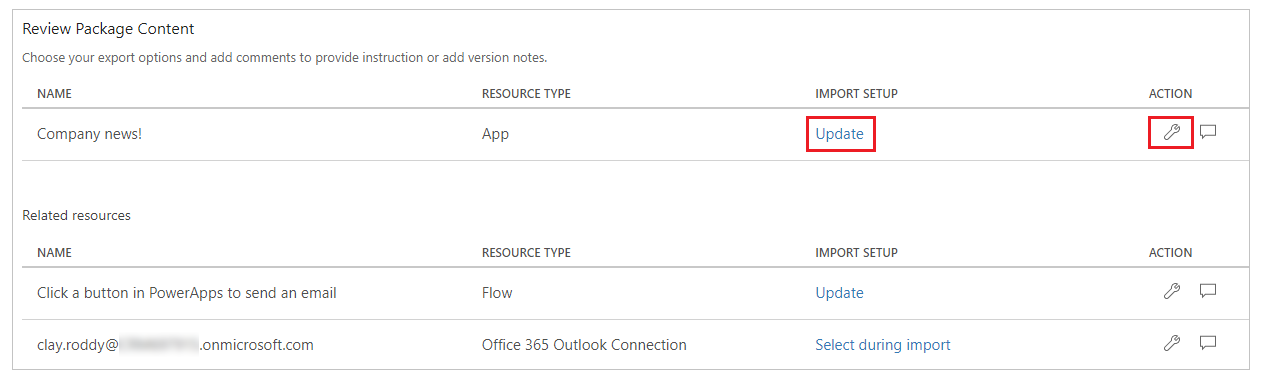 Review Package Content
Choose your export options and add comments to provide instruction or add version notes.
NAME RESOURCE TYPE IMPORT SETUP ACTION
Company news! App Update
Related resources
NAME RESOURCE TYPE IMPORT SETUP ACTION
Click a button in PowerApps to send an email Flow Update
clay.roddy@ .onmicrosoft.com Office 365 Outlook Connection Select during import